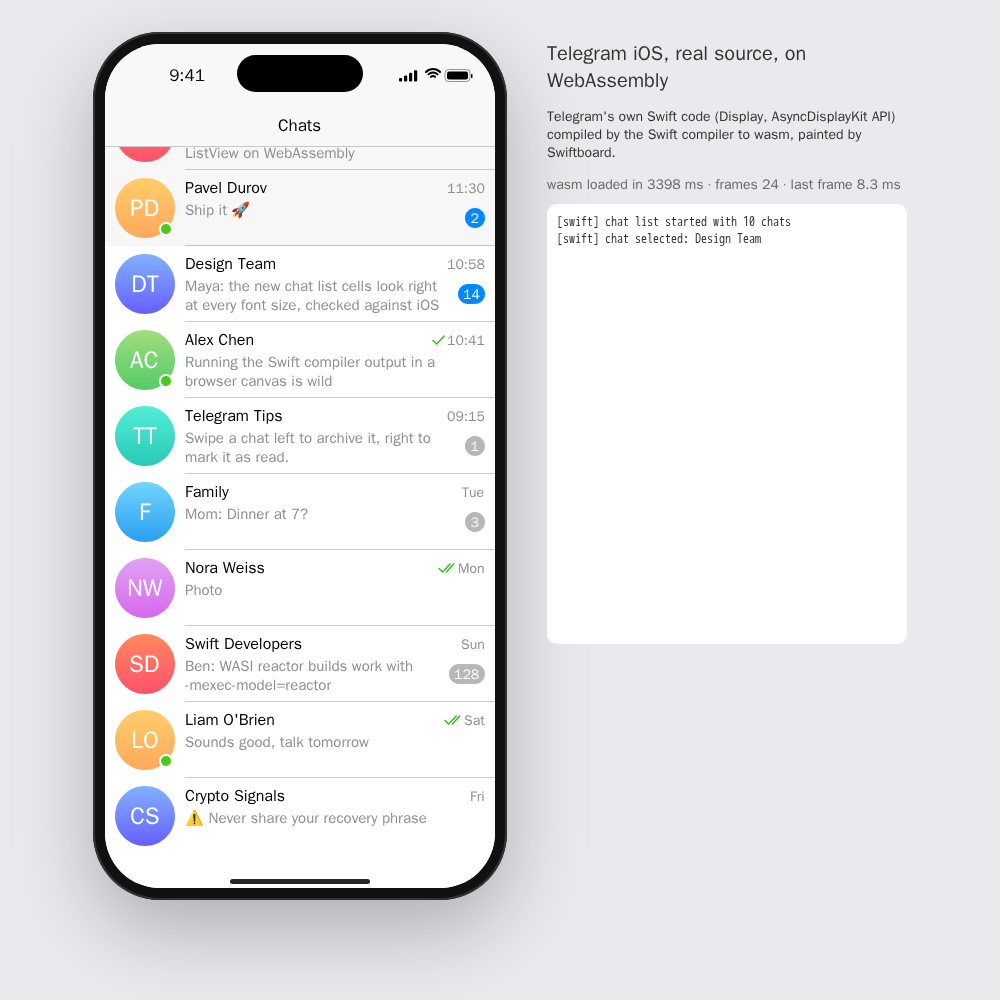 9:41
Chats
ListView on WebAssembly
PD
Pavel Durov
11:30
Ship it 🚀
2
DT
Design Team
10:58
Maya: the new chat list cells look right
at every font size, checked against iOS
14
AC
Alex Chen
10:41
Running the Swift compiler output in a
browser canvas is wild
TT
Telegram Tips
09:15
Swipe a chat left to archive it, right to
mark it as read.
1
F
Family
Tue
Mom: Dinner at 7?
3
NW
Nora Weiss
Mon
Photo
SD
Swift Developers
Sun
Ben: WASI reactor builds work with
-mexec-model=reactor
128
LO
Liam O'Brien
Sat
Sounds good, talk tomorrow
CS
Crypto Signals
Fri
⚠️ Never share your recovery phrase
Telegram iOS, real source, on
WebAssembly
Telegram's own Swift code (Display, AsyncDisplayKit API)
compiled by the Swift compiler to wasm, painted by
Swiftboard.
wasm loaded in 3398 ms · frames 24 · last frame 8.3 ms
[swift] chat list started with 10 chats
[swift] chat selected: Design Team